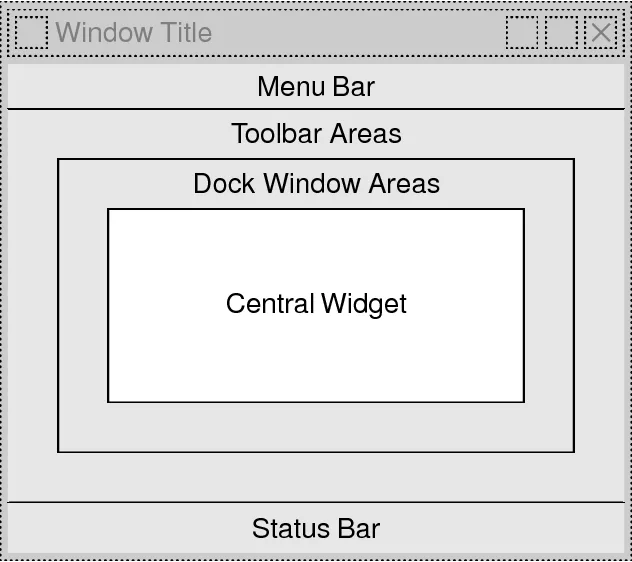 Window Title
Menu Bar
Toolbar Areas
Dock Window Areas
Central Widget
Status Bar